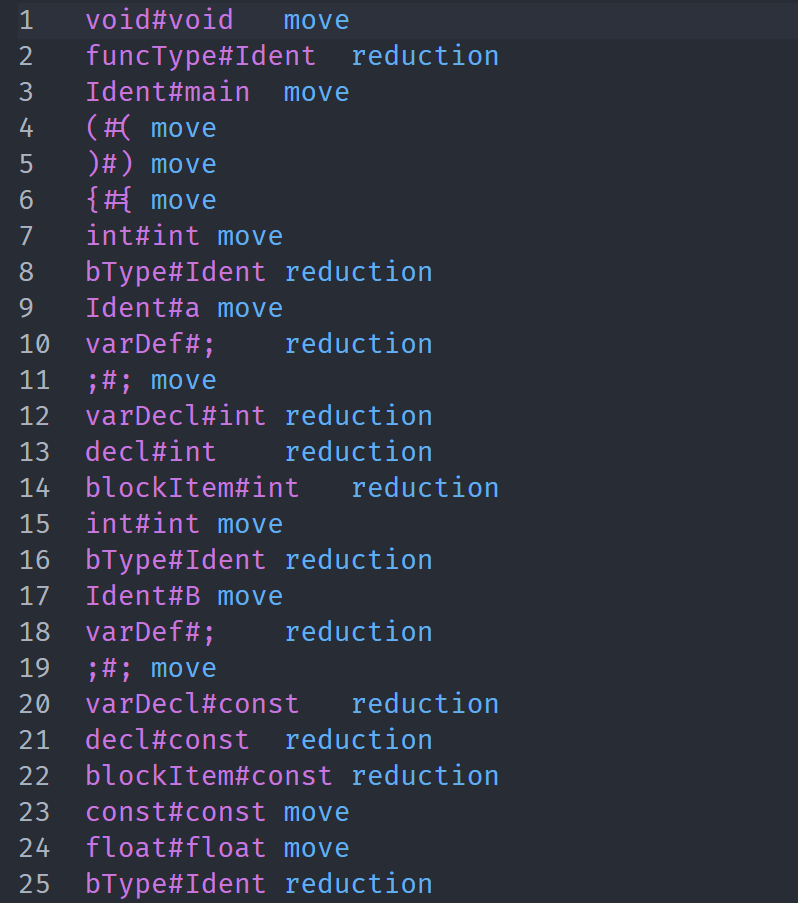 1 void#void move
2 funcType#Ident reduction
3 Ident#main move
4 (#( move
5 )#) move
6 {#{ move
7 int#int move
8 bType#Ident reduction
9 Ident#a move
10 varDef#; reduction
11 ;#; move
12 varDecl#int reduction
13 decl#int reduction
14 blockItem#int reduction
15 int#int move
16 bType#Ident reduction
17 Ident#B move
18 varDef#; reduction
19 ;#; move
20 varDecl#const reduction
21 decl#const reduction
22 blockItem#const reduction
23 const#const move
24 float#float move
25 bType#Ident reduction